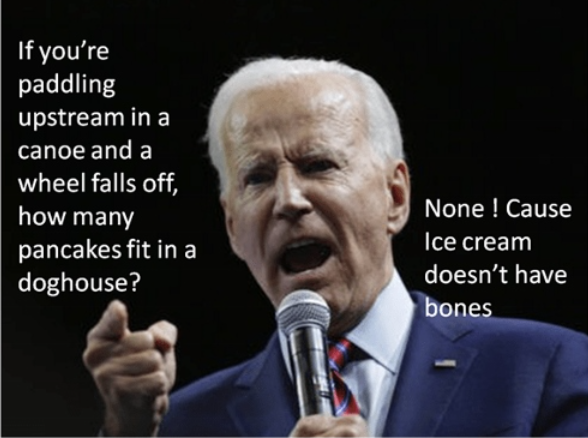 If you’re
paddling
upstream in a
canoe and a
wheel falls off,
how many
pancakes fit in a
doghouse?
None ! Cause
Ice cream
doesn’t have
bones